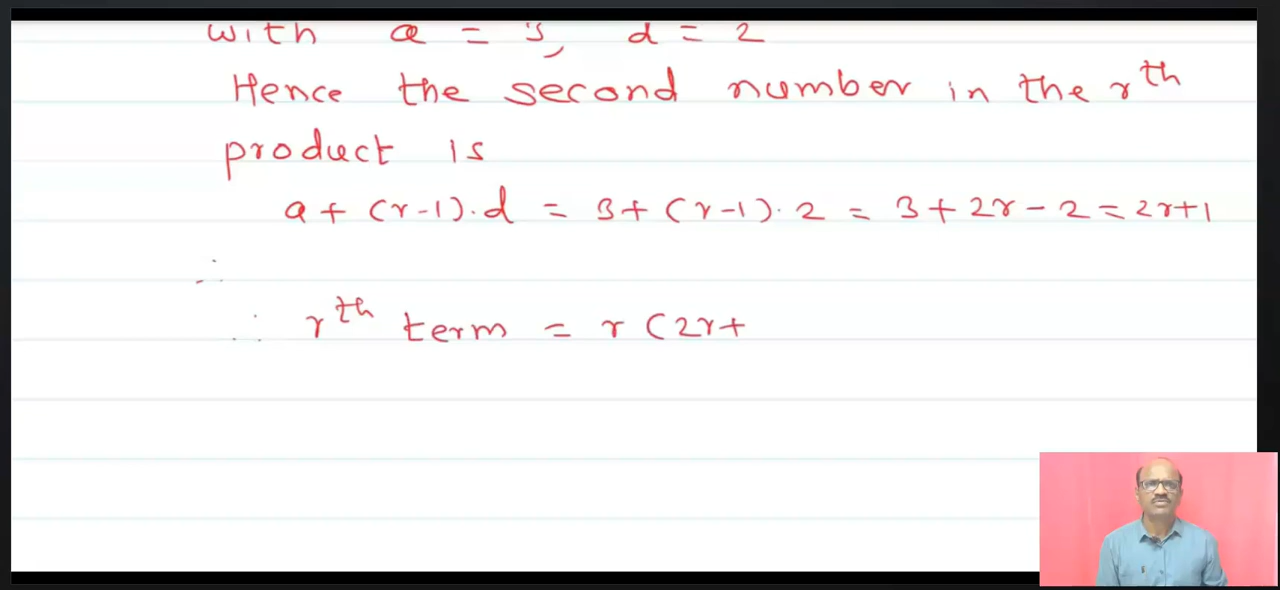 with a = 3, d = 2
Hence the second number in the rth
product is
a + (r-1).d = 3+(r-1).2 = 3+2r-2=2r+1
∴
∴ rth term = r(2r+